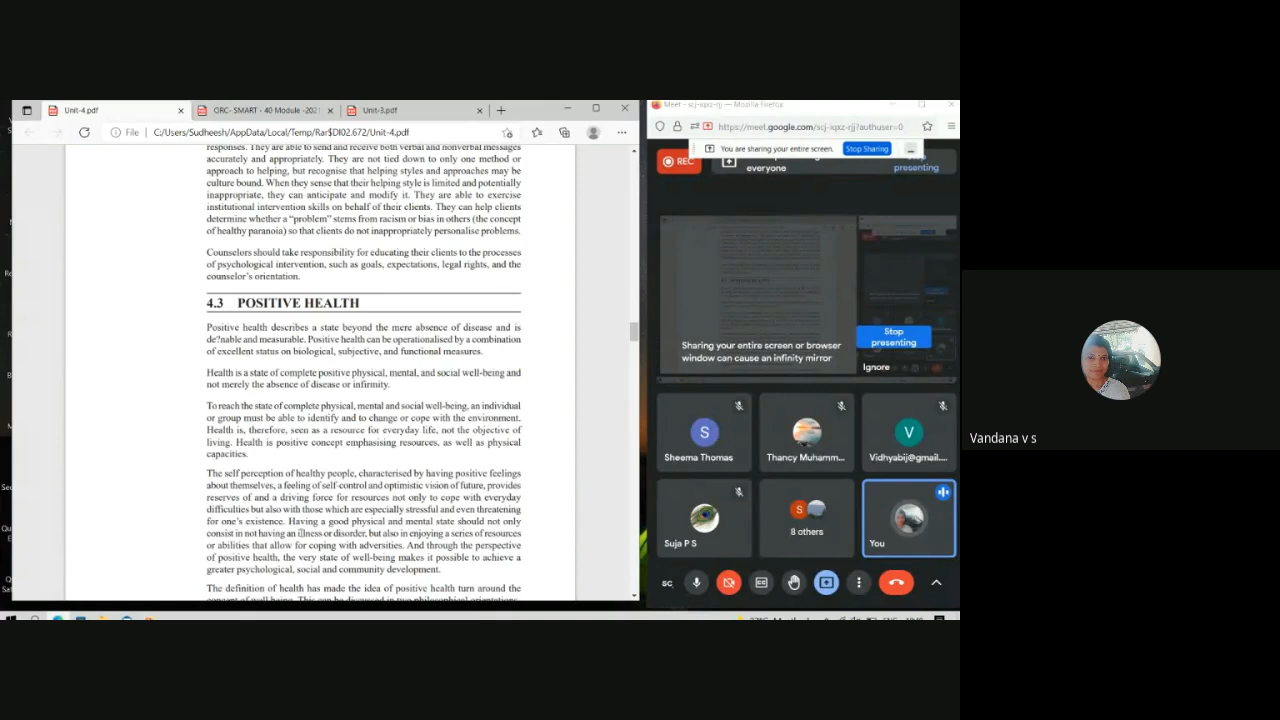 Unit-4.pdf
QRC- SMART - 40 Module -2021
Unit-3.pdf
File
C:/Users/Sudheesh/AppData/Local/Temp/Rar$DI02.672/Unit-4.pdf
responses. They are able to send and receive both verbal and nonverbal messages
accurately and appropriately. They are not tied down to only one method or
approach to helping, but recognise that helping styles and approaches may be
culture bound. When they sense that their helping style is limited and potentially
inappropriate, they can anticipate and modify it. They are able to exercise
institutional intervention skills on behalf of their clients. They can help clients
determine whether a “problem” stems from racism or bias in others (the concept
of healthy paranoia) so that clients do not inappropriately personalise problems.
Counselors should take responsibility for educating their clients to the processes
of psychological intervention, such as goals, expectations, legal rights, and the
counselor’s orientation.
4.3 POSITIVE HEALTH
Positive health describes a state beyond the mere absence of disease and is
de?nable and measurable. Positive health can be operationalised by a combination
of excellent status on biological, subjective, and functional measures.
Health is a state of complete positive physical, mental, and social well-being and
not merely the absence of disease or infirmity.
To reach the state of complete physical, mental and social well-being, an individual
or group must be able to identify and to change or cope with the environment.
Health is, therefore, seen as a resource for everyday life, not the objective of
living. Health is positive concept emphasising resources, as well as physical
capacities.
The self perception of healthy people, characterised by having positive feelings
about themselves, a feeling of self-control and optimistic vision of future, provides
reserves of and a driving force for resources not only to cope with everyday
difficulties but also with those which are especially stressful and even threatening
for one’s existence. Having a good physical and mental state should not only
consist in not having an illness or disorder, but also in enjoying a series of resources
or abilities that allow for coping with adversities. And through the perspective
of positive health, the very state of well-being makes it possible to achieve a
greater psychological, social and community development.
The definition of health has made the idea of positive health turn around the
concept of well being. This can be discussed in two philosophical orientations
Meet - scj-iqxz-rjj — Mozilla Firefox
https://meet.google.com/scj-iqxz-rjj?authuser=0
You are sharing your entire screen.
Stop Sharing
REC
everyone
Stop
presenting
Sharing your entire screen or browser
window can cause an infinity mirror
Stop
presenting
Ignore
S
Sheema Thomas
Thancy Muhamm...
V
Vidhyabij@gmail....
Suja P S
S
8 others
You
sc
Vandana v s